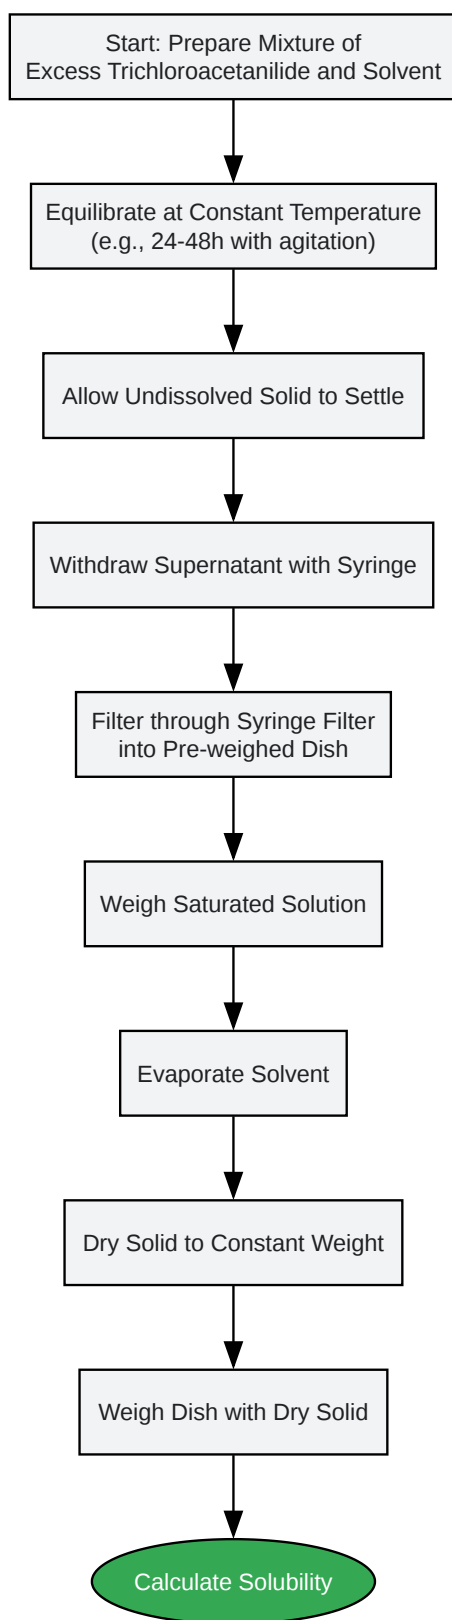 Start: Prepare Mixture of
Excess Trichloroacetanilide and Solvent
Equilibrate at Constant Temperature
(e.g., 24-48h with agitation)
Allow Undissolved Solid to Settle
Withdraw Supernatant with Syringe
Filter through Syringe Filter
into Pre-weighed Dish
Weigh Saturated Solution
Evaporate Solvent
Dry Solid to Constant Weight
Weigh Dish with Dry Solid
Calculate Solubility